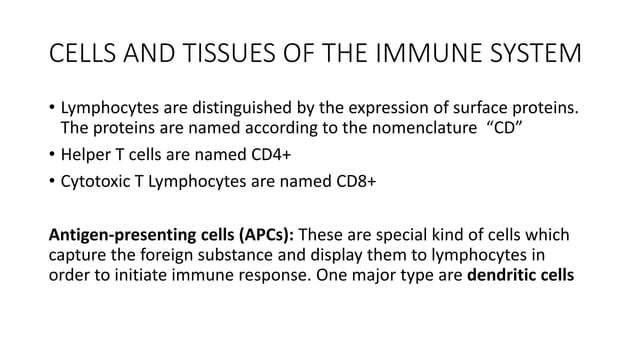 CELLS AND TISSUES OF THE IMMUNE SYSTEM
• Lymphocytes are distinguished by the expression of surface proteins.
The proteins are named according to the nomenclature “CD”
• Helper T cells are named CD4+
• Cytotoxic T Lymphocytes are named CD8+
Antigen-presenting cells (APCs): These are special kind of cells which
capture the foreign substance and display them to lymphocytes in
order to initiate immune response. One major type are dendritic cells